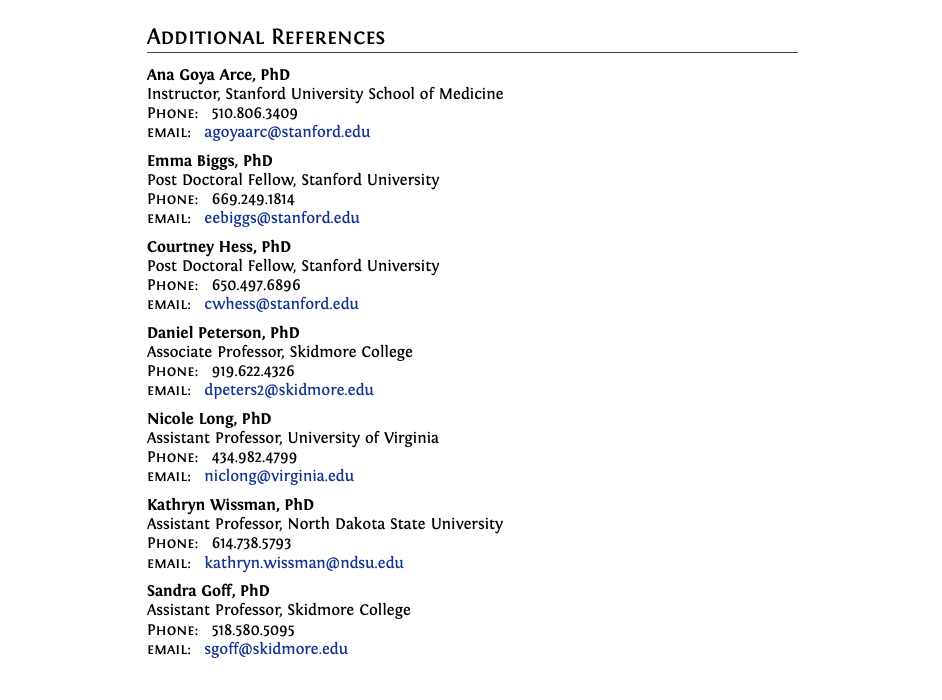 Additional References
Ana Goya Arce, PhD
Instructor, Stanford University School of Medicine
Phone: 510.806.3409
email: agoyaarc@stanford.edu
Emma Biggs, PhD
Post Doctoral Fellow, Stanford University
Phone: 669.249.1814
email: eebiggs@stanford.edu
Courtney Hess, PhD
Post Doctoral Fellow, Stanford University
Phone: 650.497.6896
email: cwhess@stanford.edu
Daniel Peterson, PhD
Associate Professor, Skidmore College
Phone: 919.622.4326
email: dpeters2@skidmore.edu
Nicole Long, PhD
Assistant Professor, University of Virginia
Phone: 434.982.4799
email: niclong@virginia.edu
Kathryn Wissman, PhD
Assistant Professor, North Dakota State University
Phone: 614.738.5793
email: kathryn.wissman@ndsu.edu
Sandra Goff, PhD
Assistant Professor, Skidmore College
Phone: 518.580.5095
email: sgoff@skidmore.edu